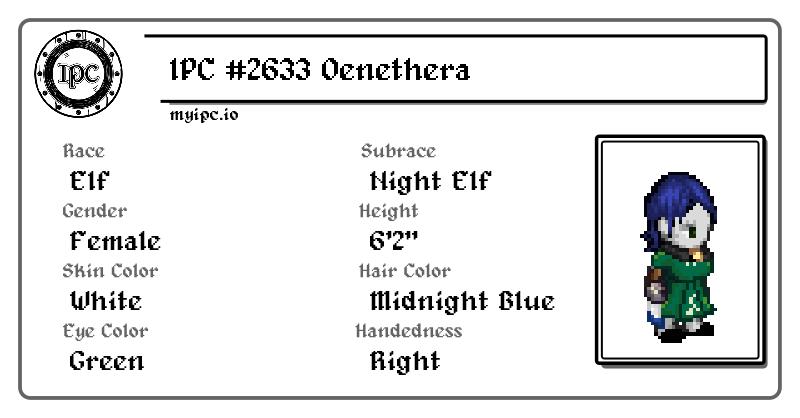 IPC
IPC #2633 Oenethera
myipc.io
Race
Elf
Subrace
Night Elf
Gender
Female
Height
6'2"
Skin Color
White
Hair Color
Midnight Blue
Eye Color
Green
Handedness
Right